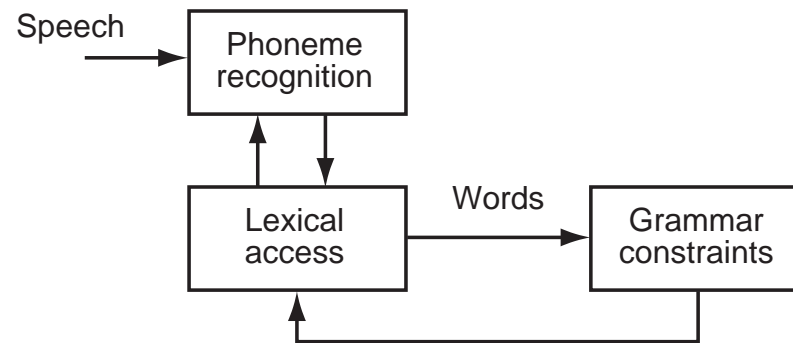 Speech
Phoneme
recognition
Lexical
access
Words
Grammar
constraints